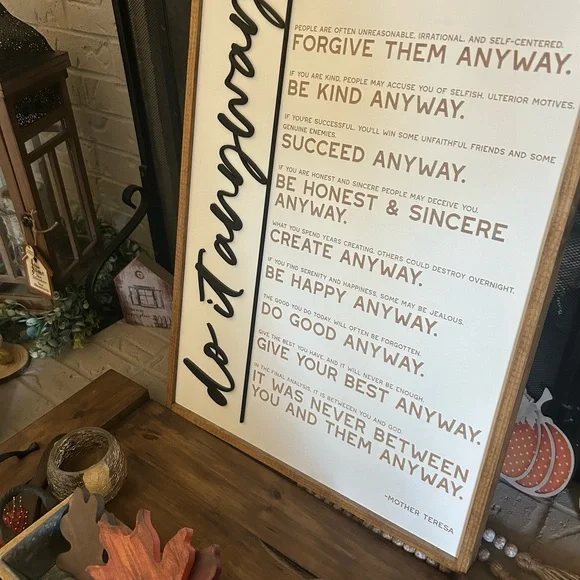 do it anyway
PEOPLE ARE OFTEN UNREASONABLE, IRRATIONAL, AND SELF-CENTERED.
FORGIVE THEM ANYWAY.
IF YOU ARE KIND, PEOPLE MAY ACCUSE YOU OF SELFISH, ULTERIOR MOTIVES.
BE KIND ANYWAY.
IF YOU'RE SUCCESSFUL, YOU'LL WIN SOME UNFAITHFUL FRIENDS AND SOME
GENUINE ENEMIES.
SUCCEED ANYWAY.
IF YOU ARE HONEST AND SINCERE PEOPLE MAY DECEIVE YOU.
BE HONEST & SINCERE
ANYWAY.
WHAT YOU SPEND YEARS CREATING, OTHERS COULD DESTROY OVERNIGHT.
CREATE ANYWAY.
IF YOU FIND SERENITY AND HAPPINESS, SOME MAY BE JEALOUS.
BE HAPPY ANYWAY.
THE GOOD YOU DO TODAY, WILL OFTEN BE FORGOTTEN.
DO GOOD ANYWAY.
GIVE THE BEST YOU HAVE, AND IT WILL NEVER BE ENOUGH.
GIVE YOUR BEST ANYWAY.
IN THE FINAL ANALYSIS, IT IS BETWEEN YOU AND GOD.
IT WAS NEVER BETWEEN
YOU AND THEM ANYWAY.
-MOTHER TERESA